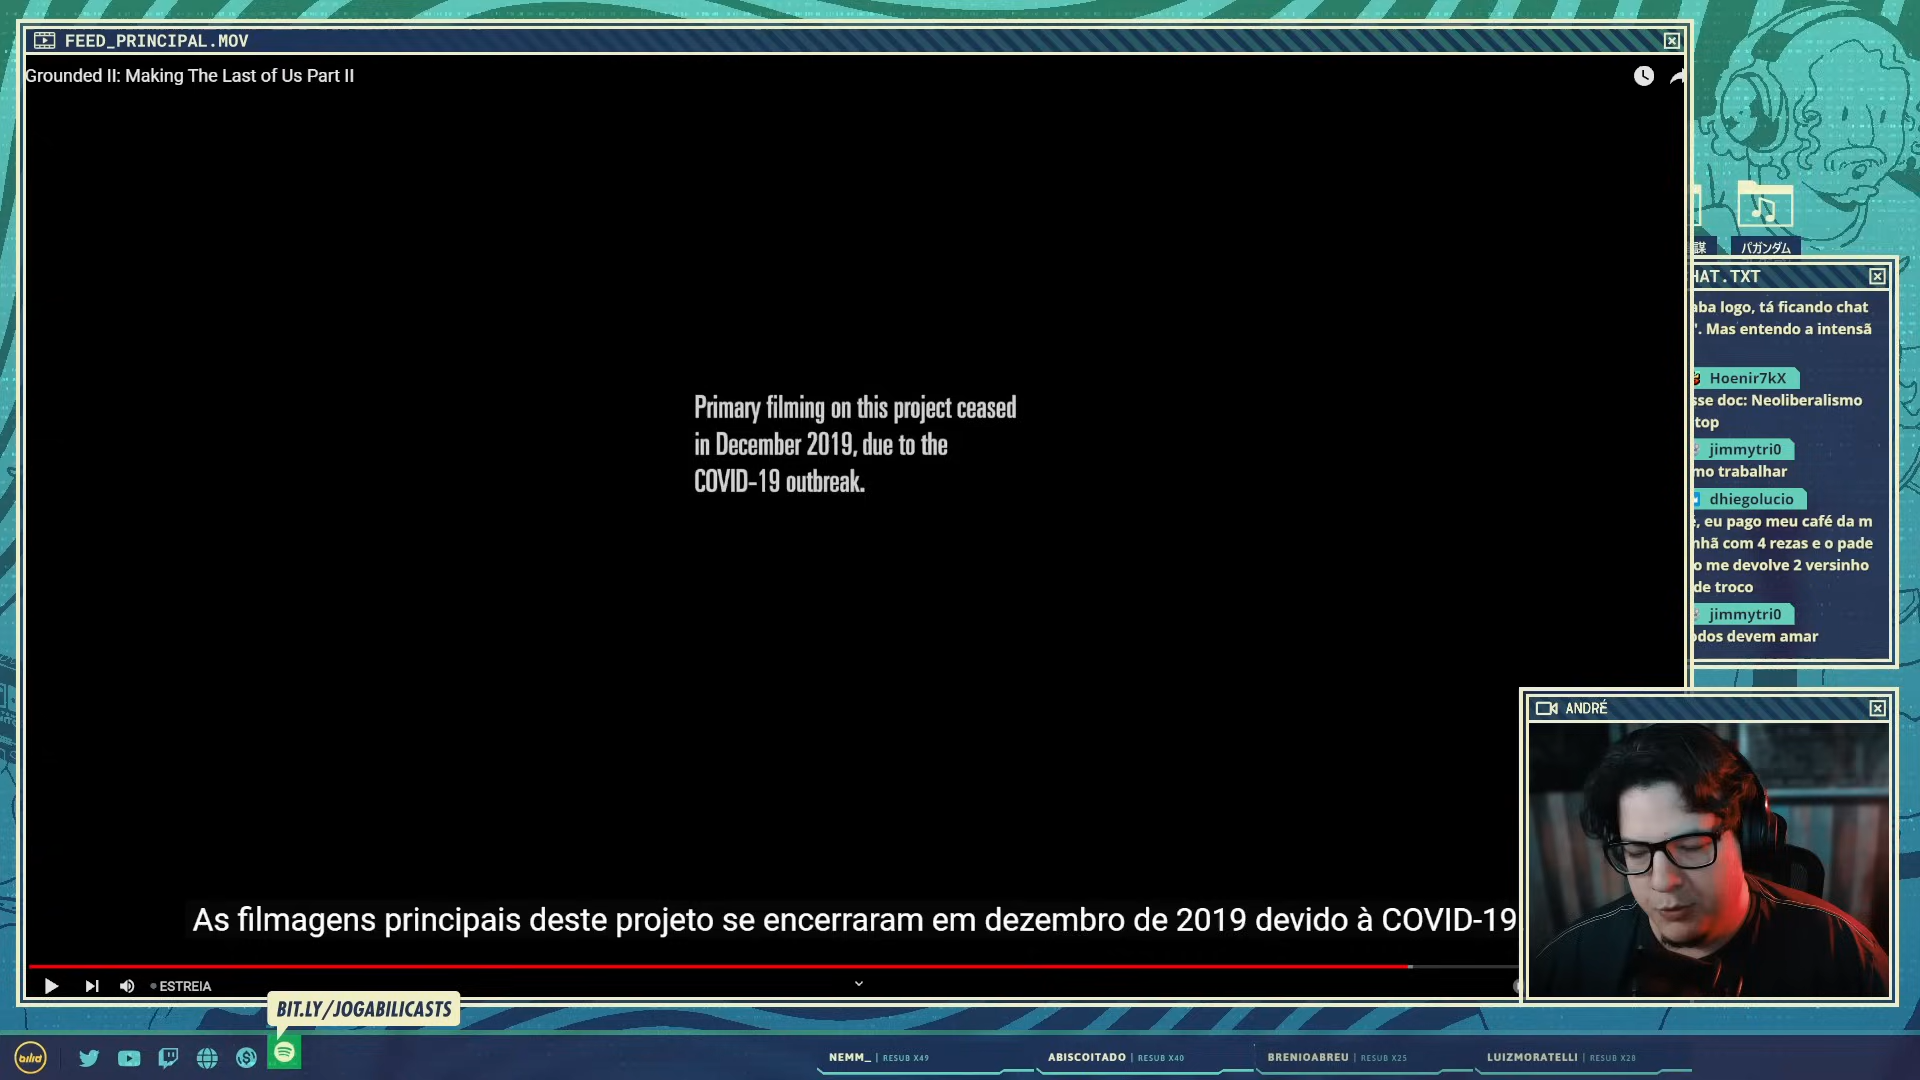 FEED_PRINCIPAL.MOV
Grounded II: Making The Last of Us Part II
Primary filming on this project ceased
in December 2019, due to the
COVID-19 outbreak.
As filmagens principais deste projeto se encerraram em dezembro de 2019 devido à COVID-19
ESTREIA
BIT.LY/JOGABILICASTS
謀
パガンダム
HAT.TXT
aba logo, tá ficando chat
". Mas entendo a intensã
Hoenir7kX
sse doc: Neoliberalismo
top
jimmytri0
mo trabalhar
dhiegolucio
é, eu pago meu café da m
nhã com 4 rezas e o pade
o me devolve 2 versinho
de troco
jimmytri0
odos devem amar
ANDRÉ
NEMM_ | RESUB X49
ABISCOITADO | RESUB X40
BRENIOABREU | RESUB X25
LUIZMORATELLI | RESUB X28